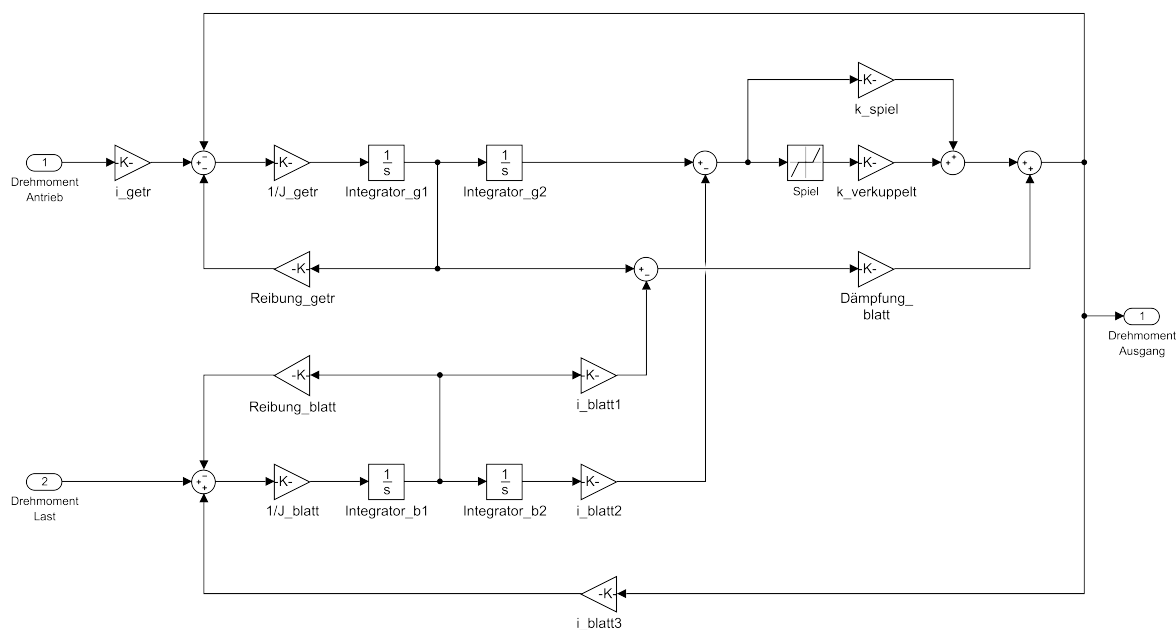 -K-
k_spiel
1
Drehmoment
Antrieb
-K-
i_getr
-K-
1/J_getr
1
s
Integrator_g1
1
s
Integrator_g2
Spiel
-K-
k_verkuppelt
-K-
Reibung_getr
-K-
Dämpfung_
blatt
1
Drehmoment
Ausgang
-K-
Reibung_blatt
-K-
i_blatt1
2
Drehmoment
Last
-K-
1/J_blatt
1
s
Integrator_b1
1
s
Integrator_b2
-K-
i_blatt2
-K-
i_blatt3